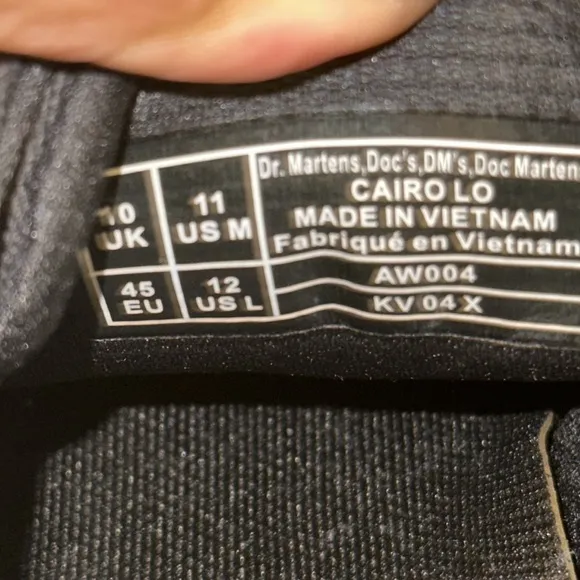 10 UK
11 US M
45 EU
12 US L
Dr. Martens,Doc's,DM's,Doc Marten
CAIRO LO
MADE IN VIETNAM
Fabriqué en Vietnam
AW004
KV 04 X